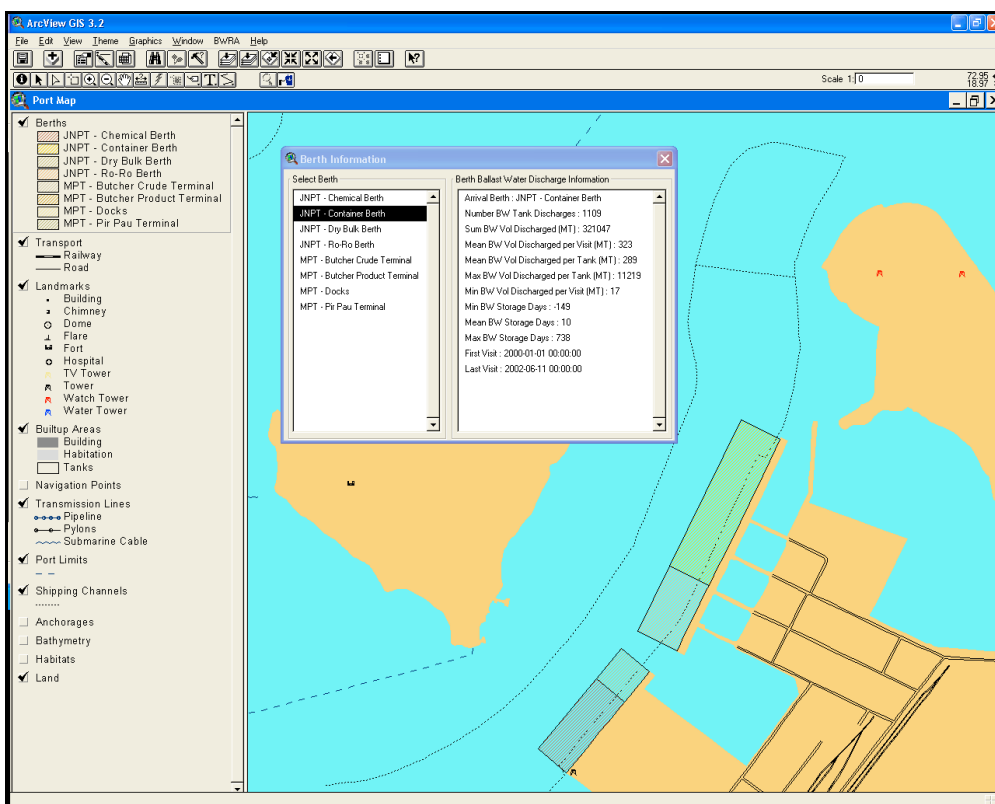 ArcView GIS 3.2
File Edit View Theme Graphics Window BWRA Help
Scale 1: 0
72.95
18.97
Port Map
Berths
JNPT - Chemical Berth
JNPT - Container Berth
JNPT - Dry Bulk Berth
JNPT - Ro-Ro Berth
MPT - Butcher Crude Terminal
MPT - Butcher Product Terminal
MPT - Docks
MPT - Pir Pau Terminal
Transport
Railway
Road
Landmarks
Building
Chimney
Dome
Flare
Fort
Hospital
TV Tower
Tower
Watch Tower
Water Tower
Builtup Areas
Building
Habitation
Tanks
Navigation Points
Transmission Lines
Pipeline
Pylons
Submarine Cable
Port Limits
Shipping Channels
Anchorages
Bathymetry
Habitats
Land
Berth Information
Select Berth
JNPT - Chemical Berth
JNPT - Container Berth
JNPT - Dry Bulk Berth
JNPT - Ro-Ro Berth
MPT - Butcher Crude Terminal
MPT - Butcher Product Terminal
MPT - Docks
MPT - Pir Pau Terminal
Berth Ballast Water Discharge Information
Arrival Berth : JNPT - Container Berth
Number BW Tank Discharges : 1109
Sum BW Vol Discharged (MT) : 321047
Mean BW Vol Discharged per Visit (MT) : 323
Mean BW Vol Discharged per Tank (MT) : 289
Max BW Vol Discharged per Tank (MT) : 11219
Min BW Vol Discharged per Visit (MT) : 17
Min BW Storage Days : -149
Mean BW Storage Days : 10
Max BW Storage Days : 738
First Visit : 2000-01-01 00:00:00
Last Visit : 2002-06-11 00:00:00